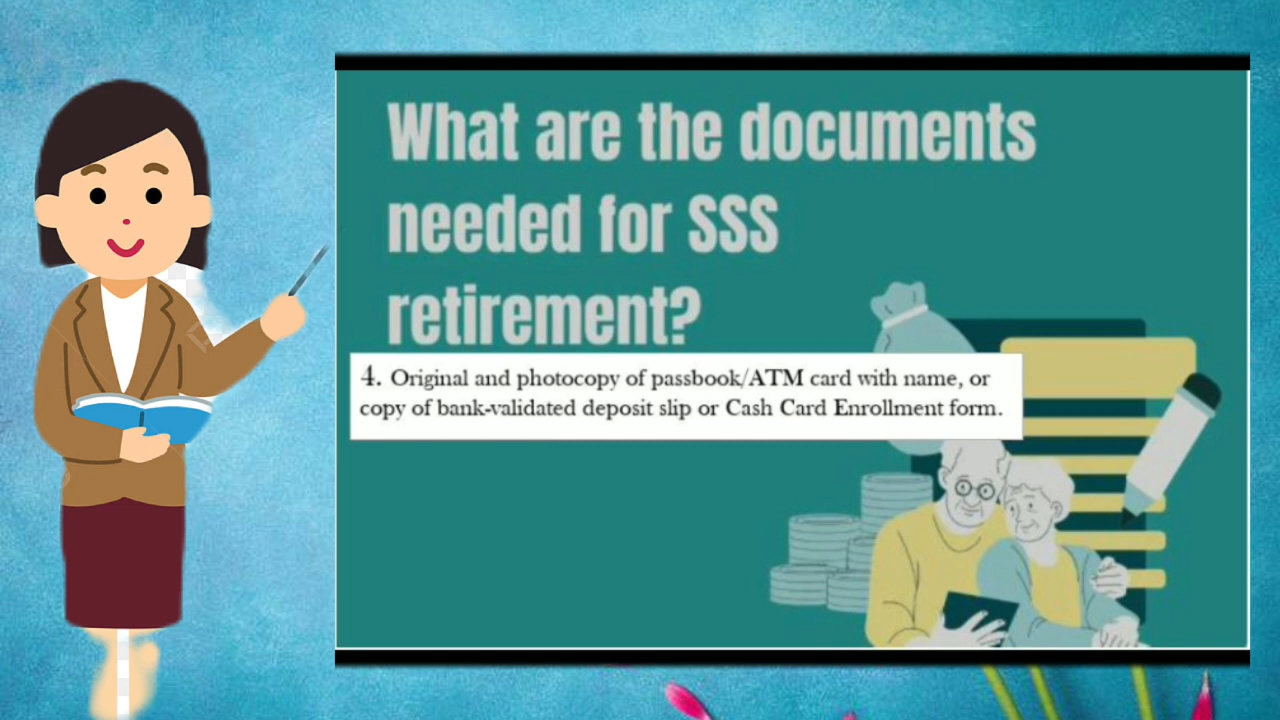 What are the documents
needed for SSS
retirement?
4. Original and photocopy of passbook/ATM card with name, or
copy of bank-validated deposit slip or Cash Card Enrollment form.